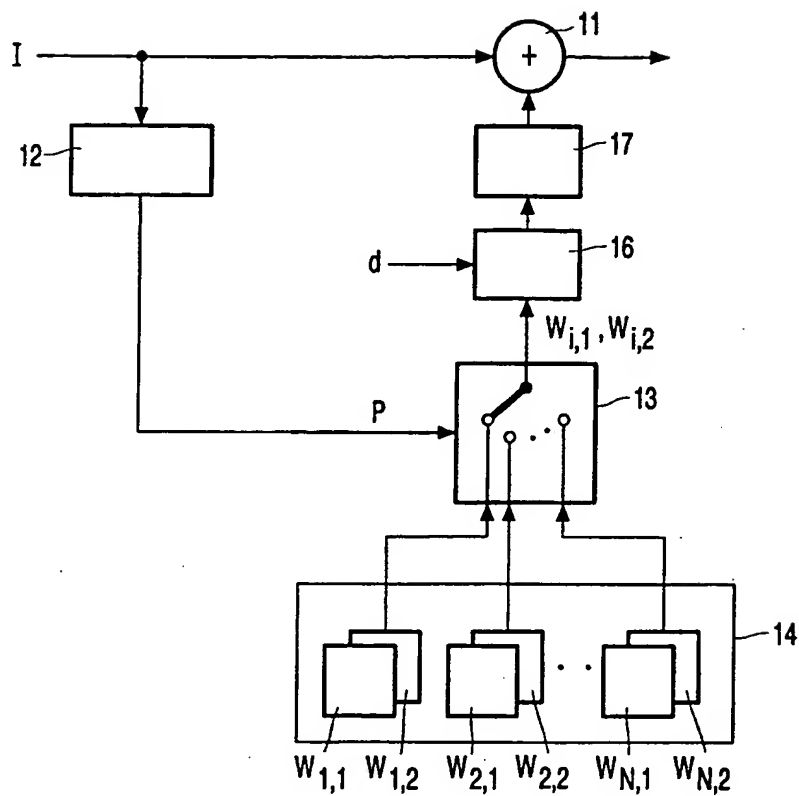 I
11
+
12
17
16
d
W_{i,1}, W_{i,2}
13
P
14
W_{1,1} W_{1,2} W_{2,1} W_{2,2} W_{N,1} W_{N,2}